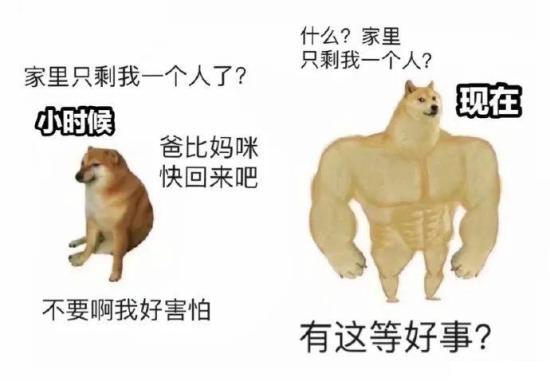 家里只剩我一个人了？
小时候
爸比妈咪
快回来吧
不要啊我好害怕
什么？家里
只剩我一个人？
现在
有这等好事？